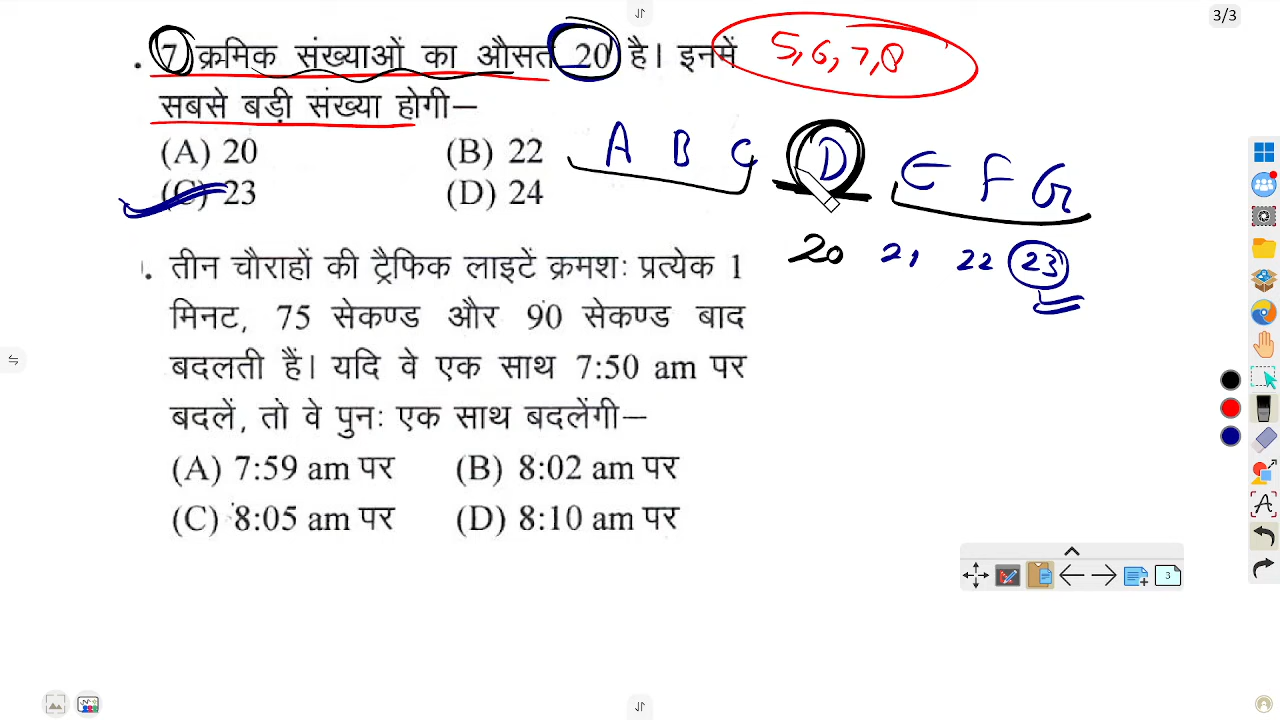 3/3
. 7 क्रमिक संख्याओं का औसत 20 है। इनमें
5, 6, 7, 8
सबसे बड़ी संख्या होगी–
(A) 20 (B) 22
(C) 23 (D) 24
A B C D E F G
20 21 22 23
. तीन चौराहों की ट्रैफिक लाइटें क्रमशः प्रत्येक 1
मिनट, 75 सेकण्ड और 90 सेकण्ड बाद
बदलती हैं। यदि वे एक साथ 7:50 am पर
बदलें, तो वे पुनः एक साथ बदलेंगी–
(A) 7:59 am पर (B) 8:02 am पर
(C) 8:05 am पर (D) 8:10 am पर
A
3